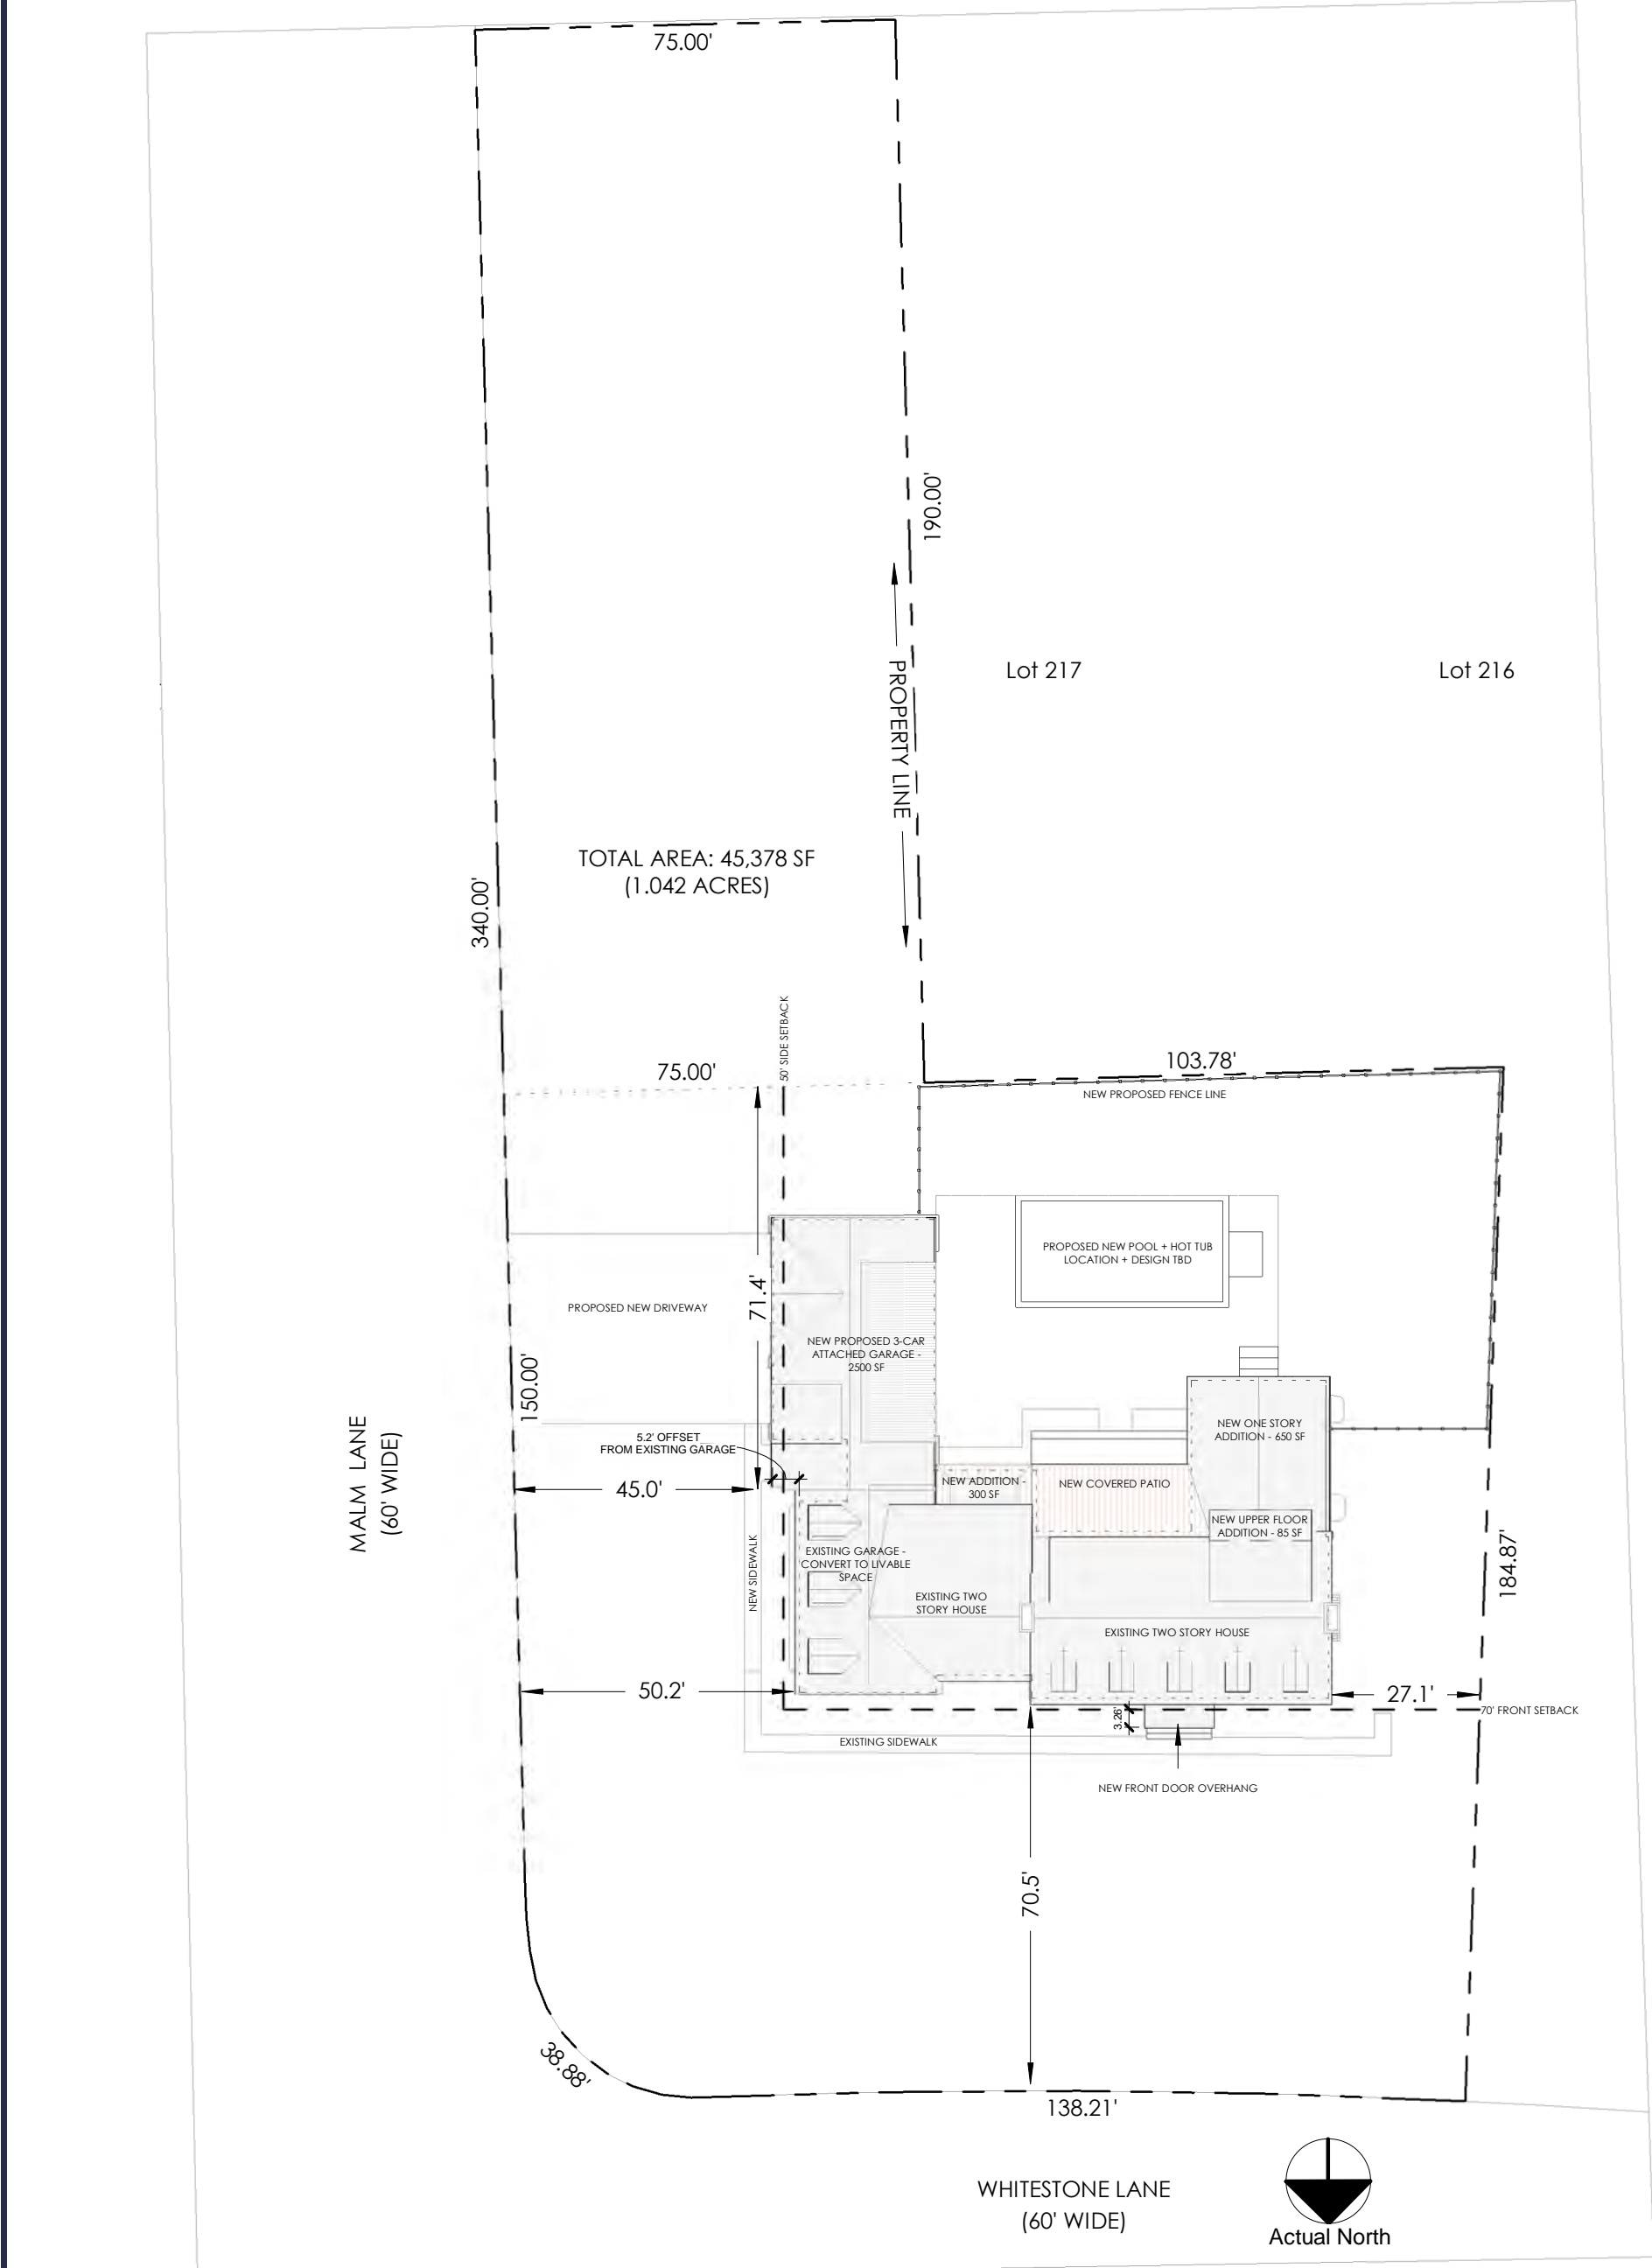 75.00'
190.00'
Lot 217
Lot 216
PROPERTY LINE
TOTAL AREA: 45,378 SF
(1.042 ACRES)
340.00'
50' SIDE SETBACK
75.00'
103.78'
NEW PROPOSED FENCE LINE
PROPOSED NEW POOL + HOT TUB
LOCATION + DESIGN TBD
71.4'
PROPOSED NEW DRIVEWAY
NEW PROPOSED 3-CAR
ATTACHED GARAGE -
2500 SF
150.00'
MALM LANE
(60' WIDE)
5.2' OFFSET
FROM EXISTING GARAGE
NEW ONE STORY
ADDITION - 650 SF
45.0'
NEW ADDITION -
300 SF
NEW COVERED PATIO
NEW UPPER FLOOR
ADDITION - 85 SF
184.87'
NEW SIDEWALK
EXISTING GARAGE -
CONVERT TO LIVABLE
SPACE
EXISTING TWO
STORY HOUSE
EXISTING TWO STORY HOUSE
50.2'
27.1'
70' FRONT SETBACK
3.26'
EXISTING SIDEWALK
NEW FRONT DOOR OVERHANG
70.5'
38.88'
138.21'
WHITESTONE LANE
(60' WIDE)
Actual North